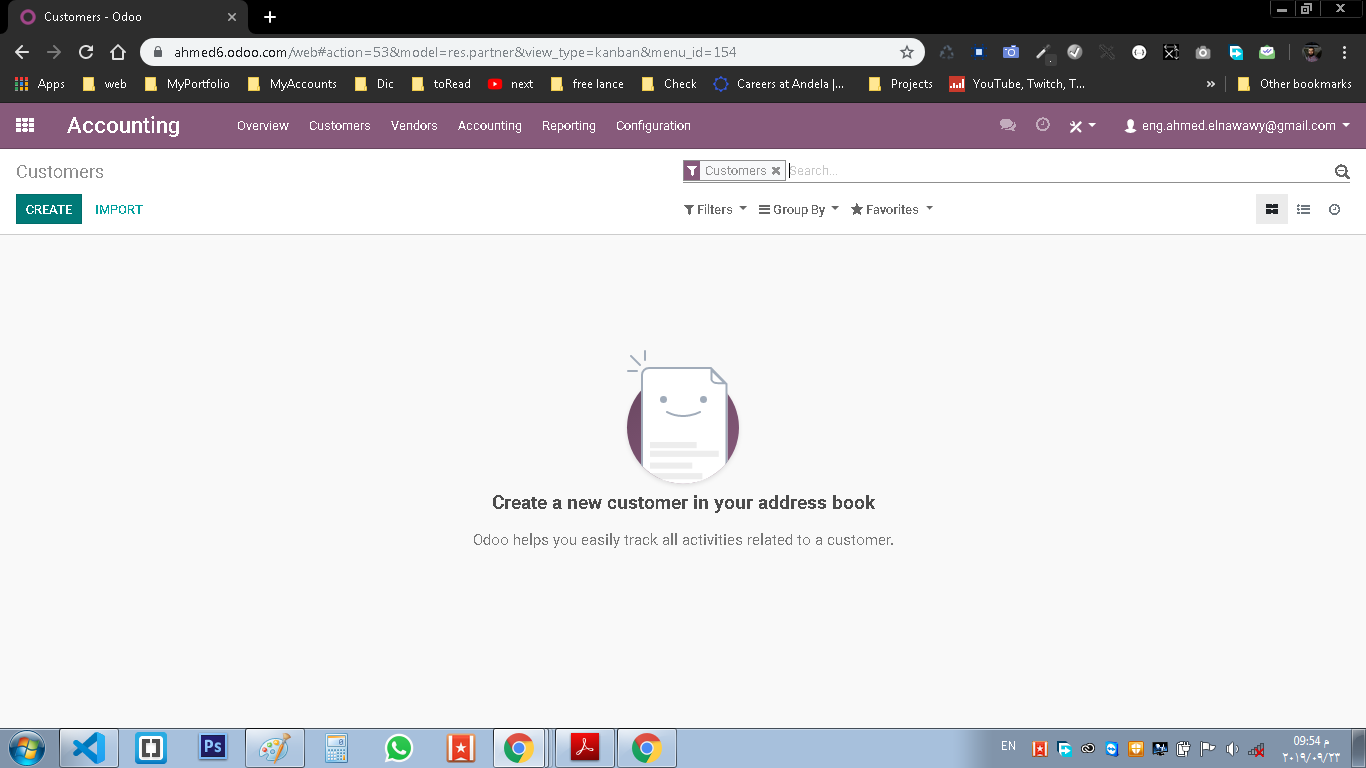 Customers - Odoo
ahmed6.odoo.com/web#action=53&model=res.partner&view_type=kanban&menu_id=154
Apps web MyPortfolio MyAccounts Dic toRead next free lance Check Careers at Andela |... Projects YouTube, Twitch, T... » Other bookmarks
Accounting Overview Customers Vendors Accounting Reporting Configuration eng.ahmed.elnawawy@gmail.com
Customers
Customers Search...
CREATE IMPORT
Filters Group By Favorites
Create a new customer in your address book
Odoo helps you easily track all activities related to a customer.
Ps
EN
09:54 م
٢٠١٩/٠٩/٢٣